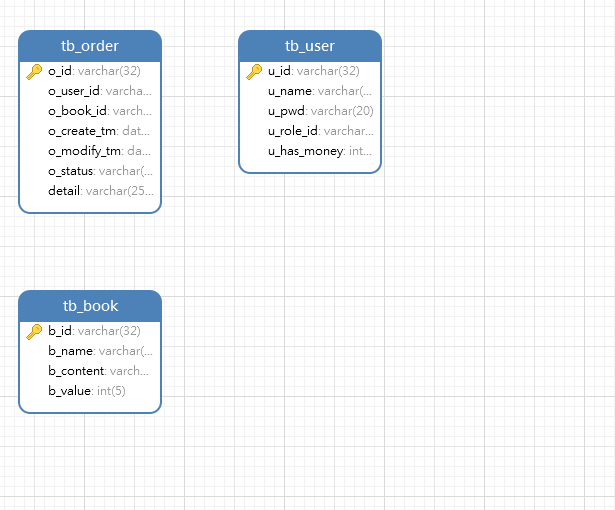 tb_order
o_id: varchar(32)
o_user_id: varcha...
o_book_id: varch...
o_create_tm: dat...
o_modify_tm: da...
o_status: varchar(...
detail: varchar(25...
tb_user
u_id: varchar(32)
u_name: varchar(...
u_pwd: varchar(20)
u_role_id: varchar...
u_has_money: int...
tb_book
b_id: varchar(32)
b_name: varchar(...
b_content: varch...
b_value: int(5)